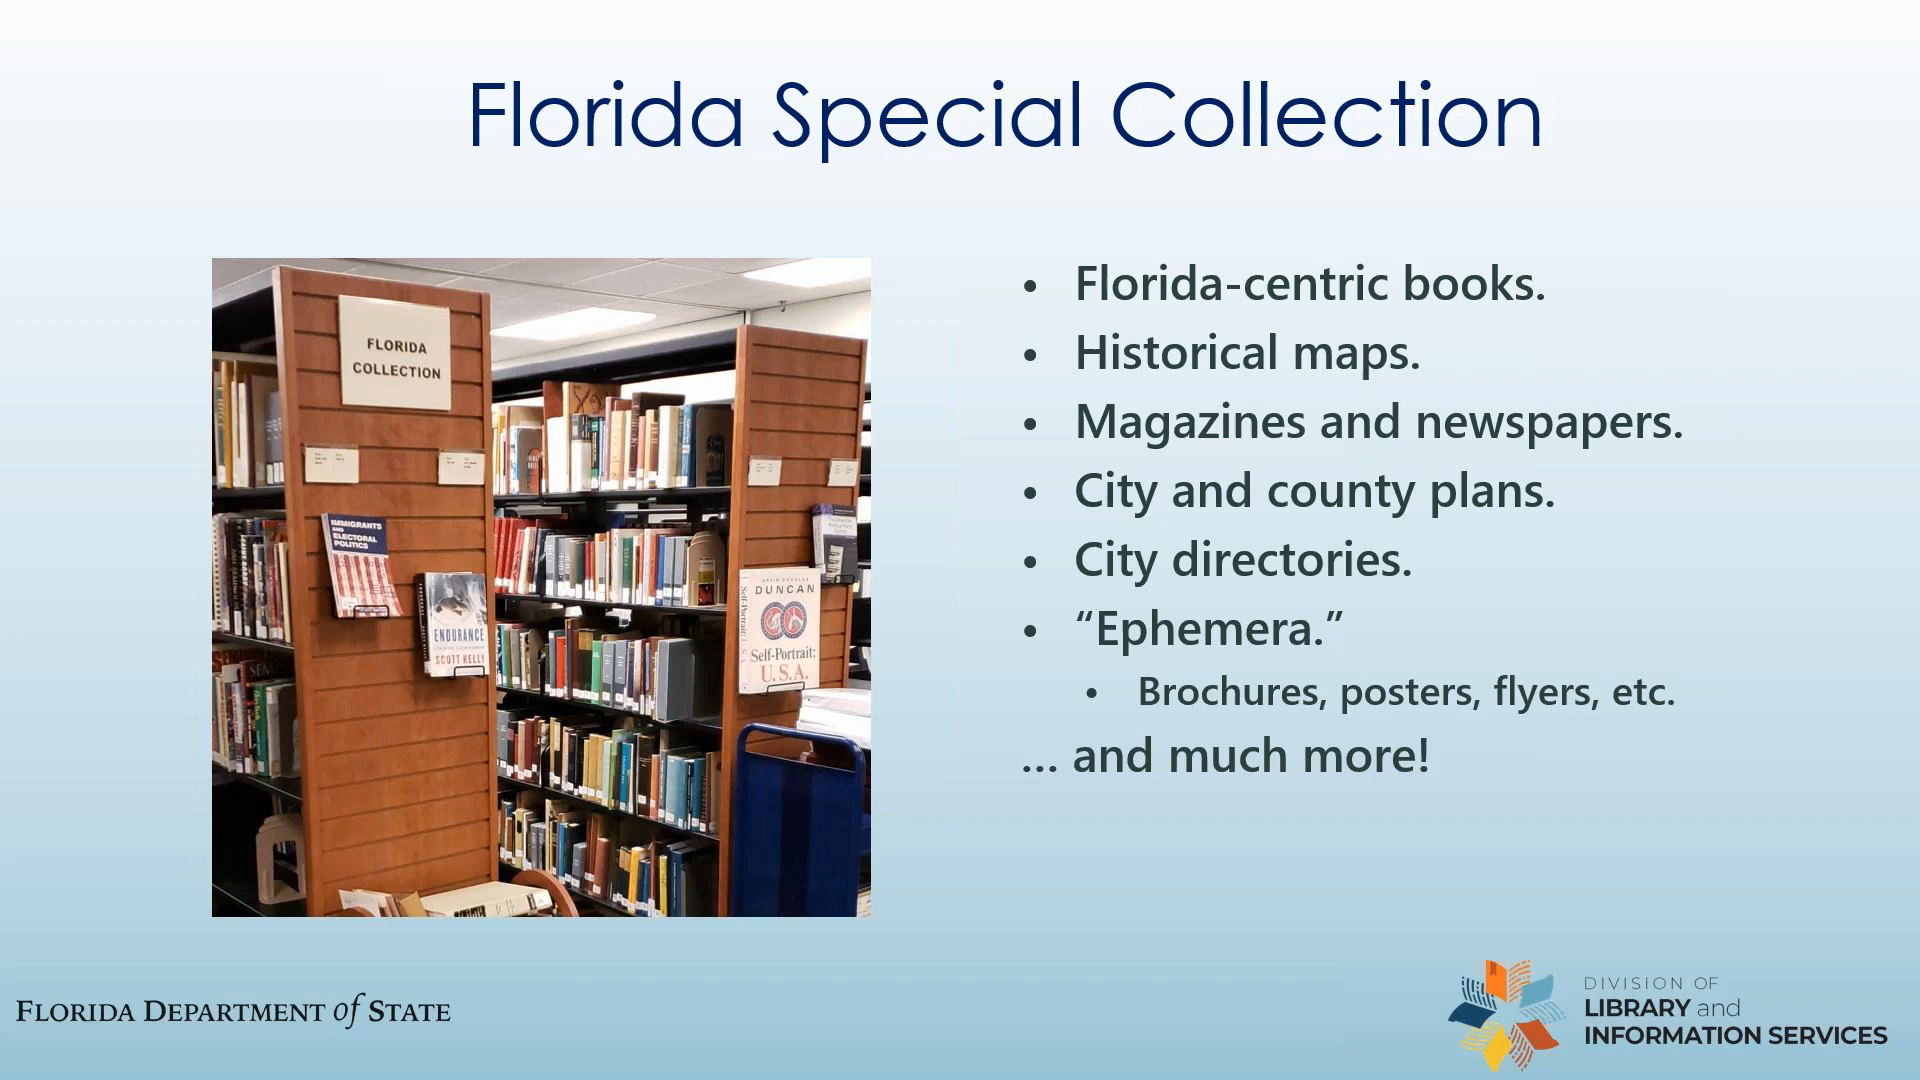 Florida Special Collection
FLORIDA
COLLECTION
IMMIGRANTS
AND
ELECTORAL
POLITICS
ENDURANCE
SCOTT KELLY
DAVID DOUGLAS
DUNCAN
Self-Portrait:
U.S.A.
• Florida-centric books.
• Historical maps.
• Magazines and newspapers.
• City and county plans.
• City directories.
• “Ephemera.”
• Brochures, posters, flyers, etc.
... and much more!
FLORIDA DEPARTMENT of STATE
DIVISION OF
LIBRARY and
INFORMATION SERVICES